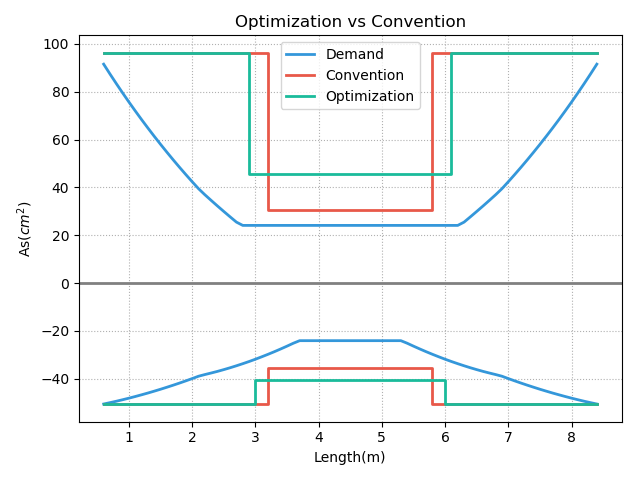 Optimization vs Convention
Demand
Convention
Optimization
As(cm²)
100
80
60
40
20
0
−20
−40
1 2 3 4 5 6 7 8
Length(m)